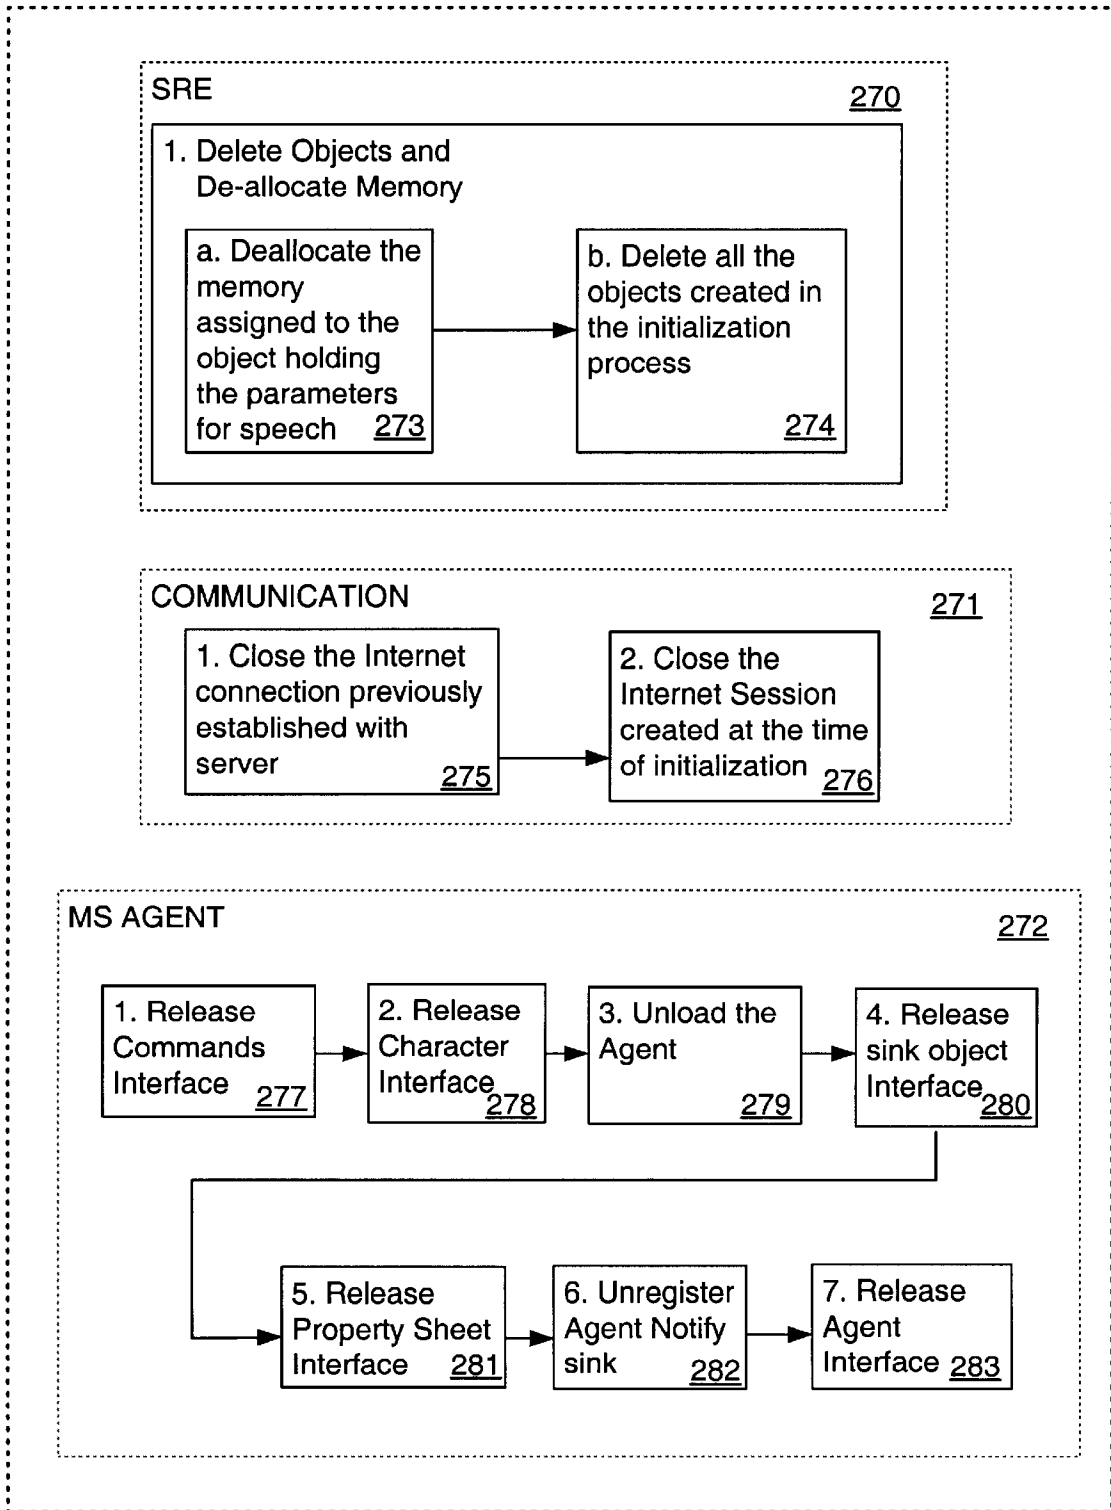 SRE
270
1. Delete Objects and
De-allocate Memory
a. Deallocate the
memory
assigned to the
object holding
the parameters
for speech 273
b. Delete all the
objects created in
the initialization
process
274
COMMUNICATION
271
1. Close the Internet
connection previously
established with
server
275
2. Close the
Internet Session
created at the time
of initialization 276
MS AGENT
272
1. Release
Commands
Interface 277
2. Release
Character
Interface 278
3. Unload the
Agent
279
4. Release
sink object
Interface 280
5. Release
Property Sheet
Interface 281
6. Unregister
Agent Notify
sink 282
7. Release
Agent
Interface 283